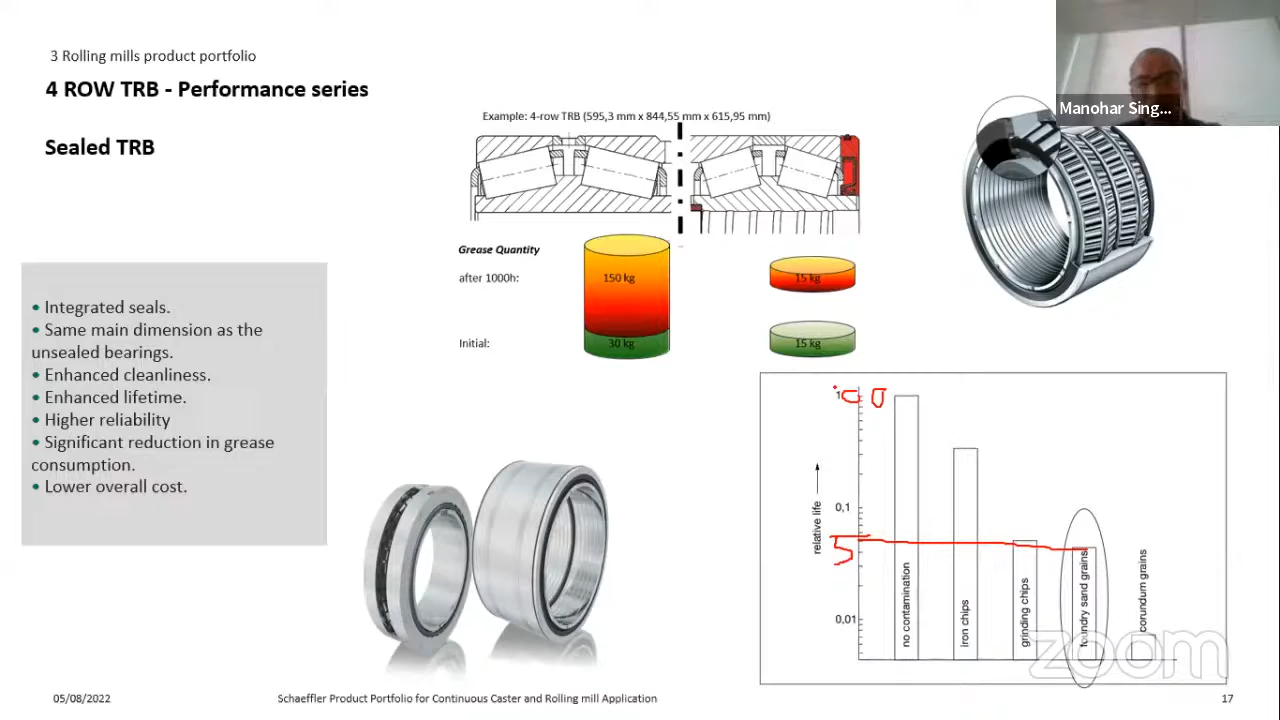 3 Rolling mills product portfolio
4 ROW TRB - Performance series
Sealed TRB
Manohar Sing...
Example: 4-row TRB (595,3 mm x 844,55 mm x 615,95 mm)
Grease Quantity
after 1000h:
150 kg
15 kg
Initial:
30 kg
15 kg
• Integrated seals.
• Same main dimension as the
unsealed bearings.
• Enhanced cleanliness.
• Enhanced lifetime.
• Higher reliability
• Significant reduction in grease
consumption.
• Lower overall cost.
relative life
100
0,1
5
0,01
no contamination
iron chips
grinding chips
foundry sand grains
corundum grains
zoom
05/08/2022
Schaeffler Product Portfolio for Continuous Caster and Rolling mill Application
17